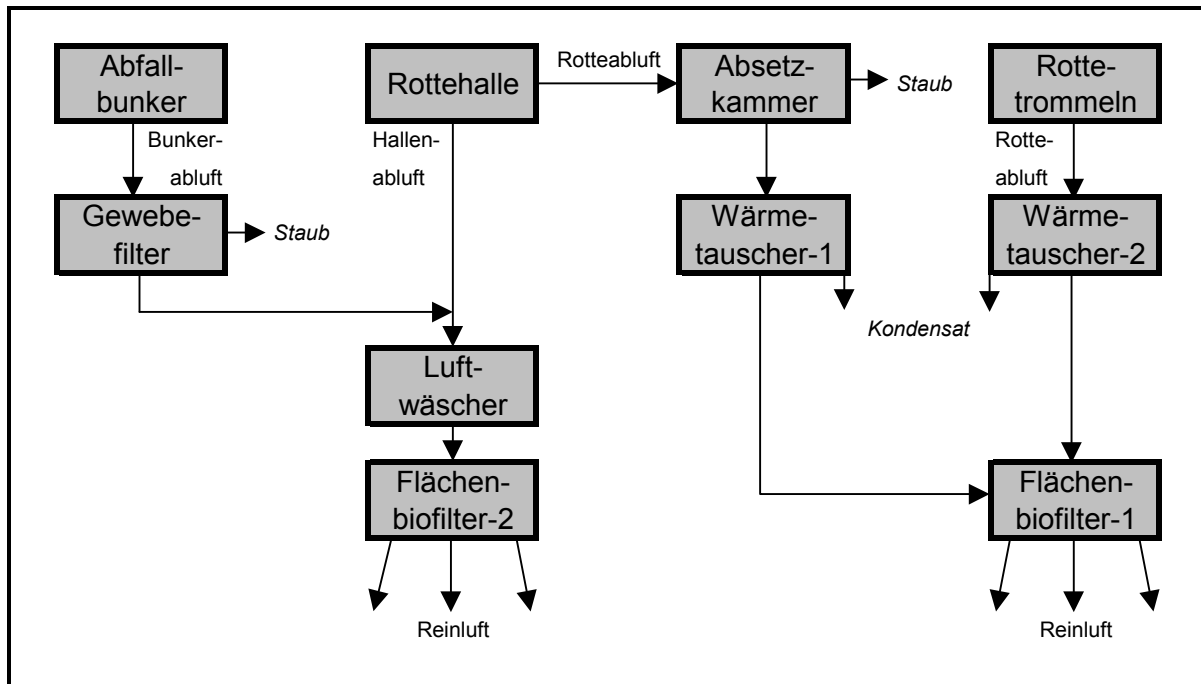 Abfall-
bunker
Rottehalle
Rotteabluft
Absetz-
kammer
Staub
Rotte-
trommeln
Bunker-
abluft
Hallen-
abluft
Rotte-
abluft
Gewebe-
filter
Staub
Wärme-
tauscher-1
Wärme-
tauscher-2
Kondensat
Luft-
wäscher
Flächen-
biofilter-2
Flächen-
biofilter-1
Reinluft
Reinluft